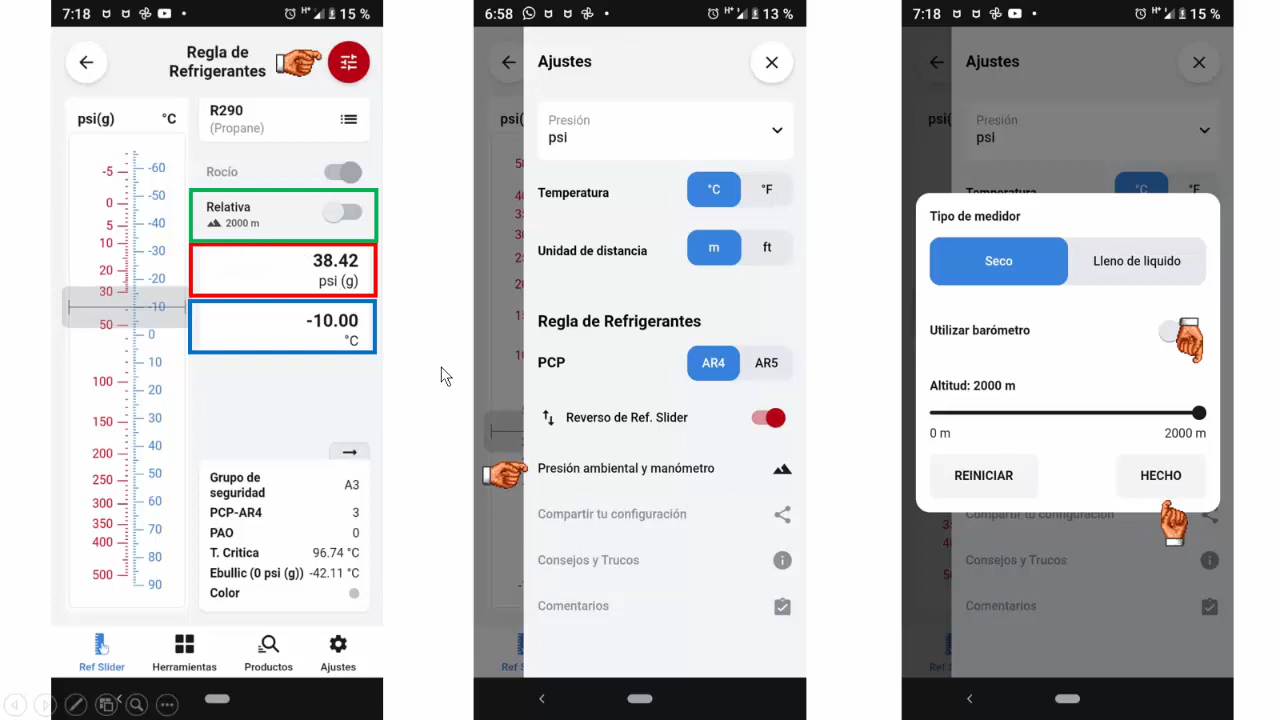 7:18
15 %
Regla de
Refrigerantes
psi(g)
°C
R290
(Propane)
Rocío
Relativa
2000 m
38.42
psi (g)
-10.00
°C
-5
0
5
10
20
30
50
100
150
200
250
300
350
400
500
-60
-50
-40
-30
-20
-10
0
10
20
30
40
50
60
70
80
90
Grupo de
seguridad
A3
PCP-AR4
3
PAO
0
T. Critica
96.74 °C
Ebullic (0 psi (g))
-42.11 °C
Color
Ref Slider
Herramientas
Productos
Ajustes
6:58
H+
13 %
psi(
Ajustes
Presión
psi
Temperatura
°C
°F
Unidad de distancia
m
ft
Regla de Refrigerantes
PCP
AR4
AR5
Reverso de Ref. Slider
Presión ambiental y manómetro
Compartir tu configuración
Consejos y Trucos
Comentarios
Ref S
7:18
H+
15 %
psi(
Ajustes
Presión
psi
Temperatura
°C
°F
Tipo de medidor
Seco
Lleno de liquido
Utilizar barómetro
Altitud: 2000 m
0 m
2000 m
REINICIAR
HECHO
Compartir tu configuración
Consejos y Trucos
Comentarios
Ref S